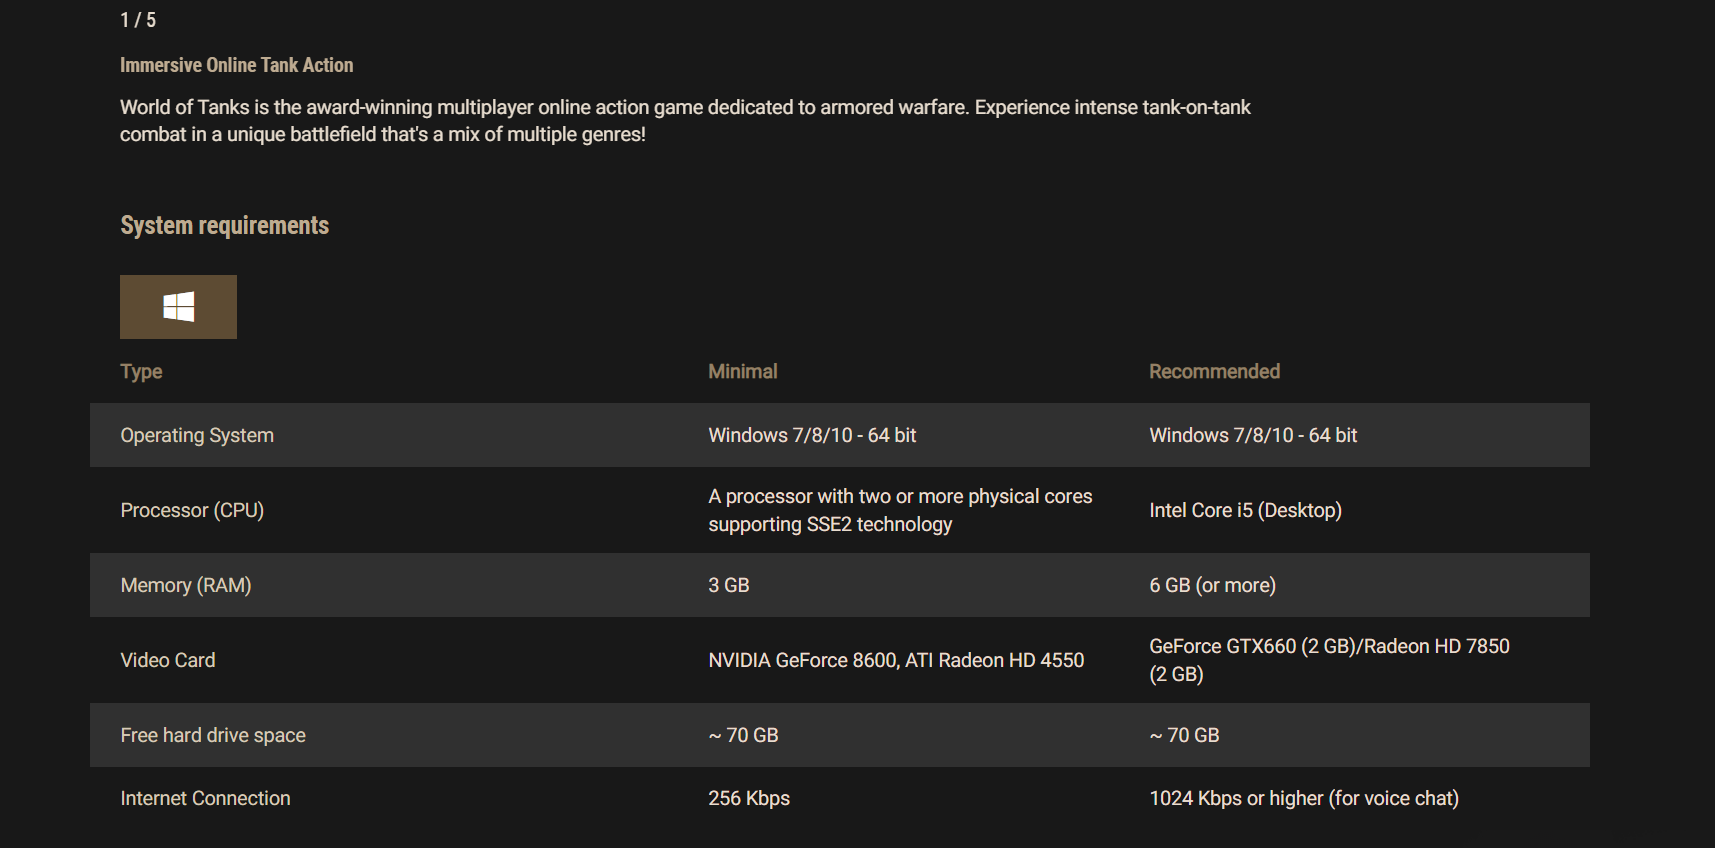 1 / 5
Immersive Online Tank Action
World of Tanks is the award-winning multiplayer online action game dedicated to armored warfare. Experience intense tank-on-tank
combat in a unique battlefield that's a mix of multiple genres!
System requirements
Type Minimal Recommended
Operating System Windows 7/8/10 - 64 bit Windows 7/8/10 - 64 bit
Processor (CPU) A processor with two or more physical cores
supporting SSE2 technology Intel Core i5 (Desktop)
Memory (RAM) 3 GB 6 GB (or more)
Video Card NVIDIA GeForce 8600, ATI Radeon HD 4550 GeForce GTX660 (2 GB)/Radeon HD 7850
(2 GB)
Free hard drive space ~ 70 GB ~ 70 GB
Internet Connection 256 Kbps 1024 Kbps or higher (for voice chat)